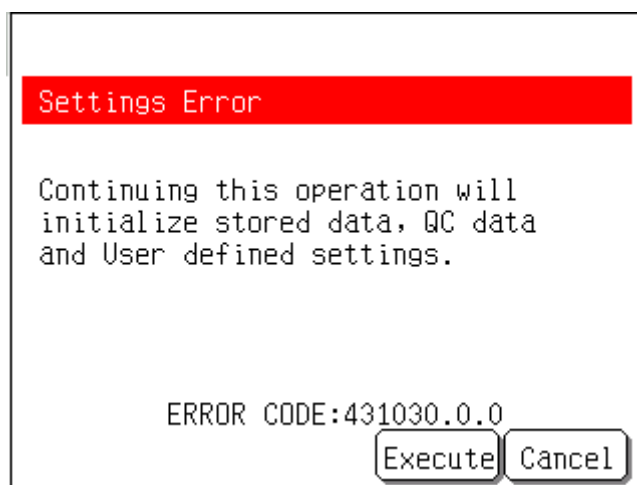 Settings Error
Continuing this operation will
initialize stored data, QC data
and User defined settings.
ERROR CODE:431030.0.0
Execute Cancel